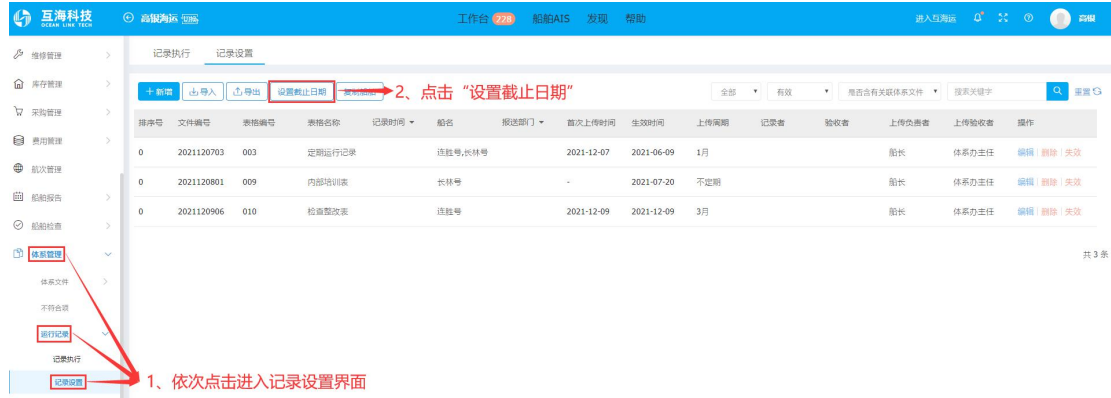 互海科技
OCEAN LINK TECH
高银海运 切换
工作台 228 船舶AIS 发现 帮助
进入互海运
高银
维修管理
库存管理
采购管理
费用管理
航次管理
船舶报告
船舶检查
体系管理
体系文件
不符合项
运行记录
记录执行
记录设置
记录执行 记录设置
+新增 导入 导出 设置截止日期 复制船舶
2、点击“设置截止日期”
全部 有效 是否含有关联体系文件 搜索关键字 重置
排序号 文件编号 表格编号 表格名称 记录时间 船名 报送部门 首次上传时间 生效时间 上传周期 记录者 验收者 上传负责者 上传验收者 操作
0 2021120703 003 定期运行记录 连胜号,长林号 2021-12-07 2021-06-09 1月 船长 体系办主任 编辑 删除 失效
0 2021120801 009 内部培训表 长林号 - 2021-07-20 不定期 船长 体系办主任 编辑 删除 失效
0 2021120906 010 检查整改表 连胜号 2021-12-09 2021-12-09 3月 船长 体系办主任 编辑 删除 失效
共 3 条
1、依次点击进入记录设置界面